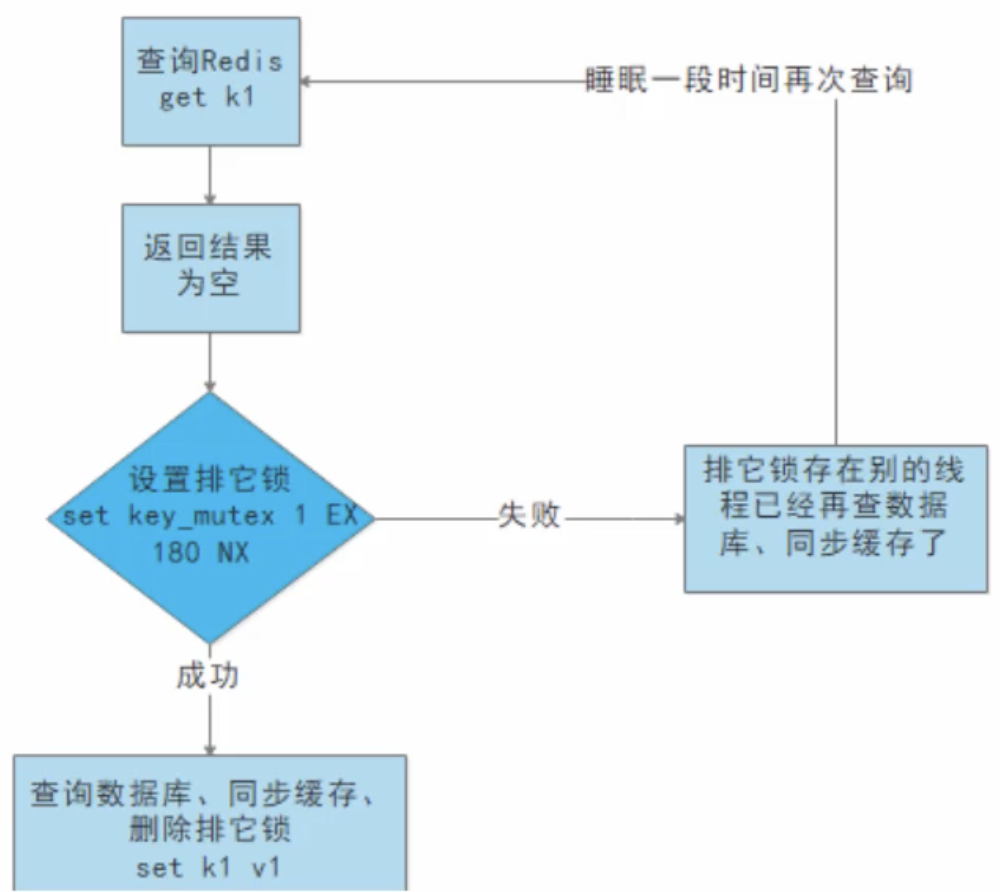 查询Redis
get k1
睡眠一段时间再次查询
返回结果
为空
设置排它锁
set key_mutex 1 EX
180 NX
失败
排它锁存在别的线
程已经再查数据
库、同步缓存了
成功
查询数据库、同步缓存、
删除排它锁
set k1 v1